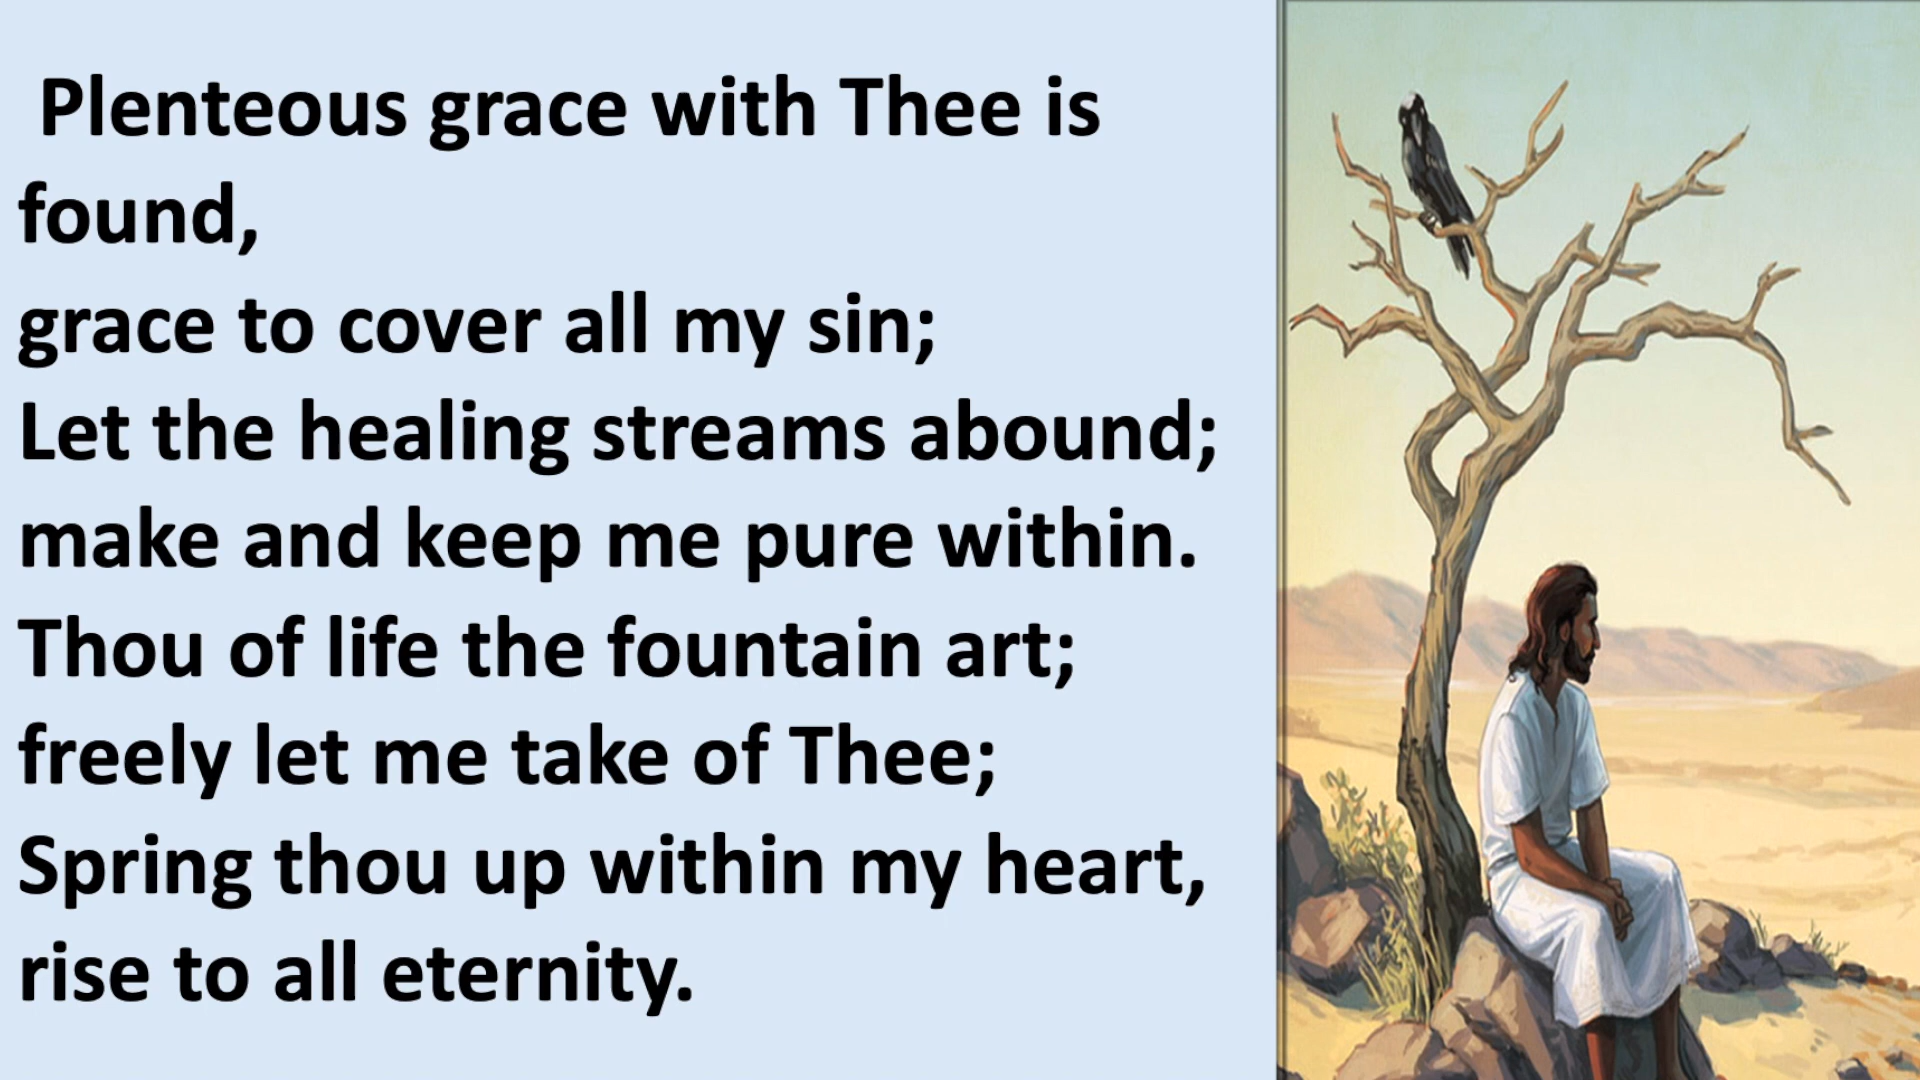 Plenteous grace with Thee is
found,
grace to cover all my sin;
Let the healing streams abound;
make and keep me pure within.
Thou of life the fountain art;
freely let me take of Thee;
Spring thou up within my heart,
rise to all eternity.